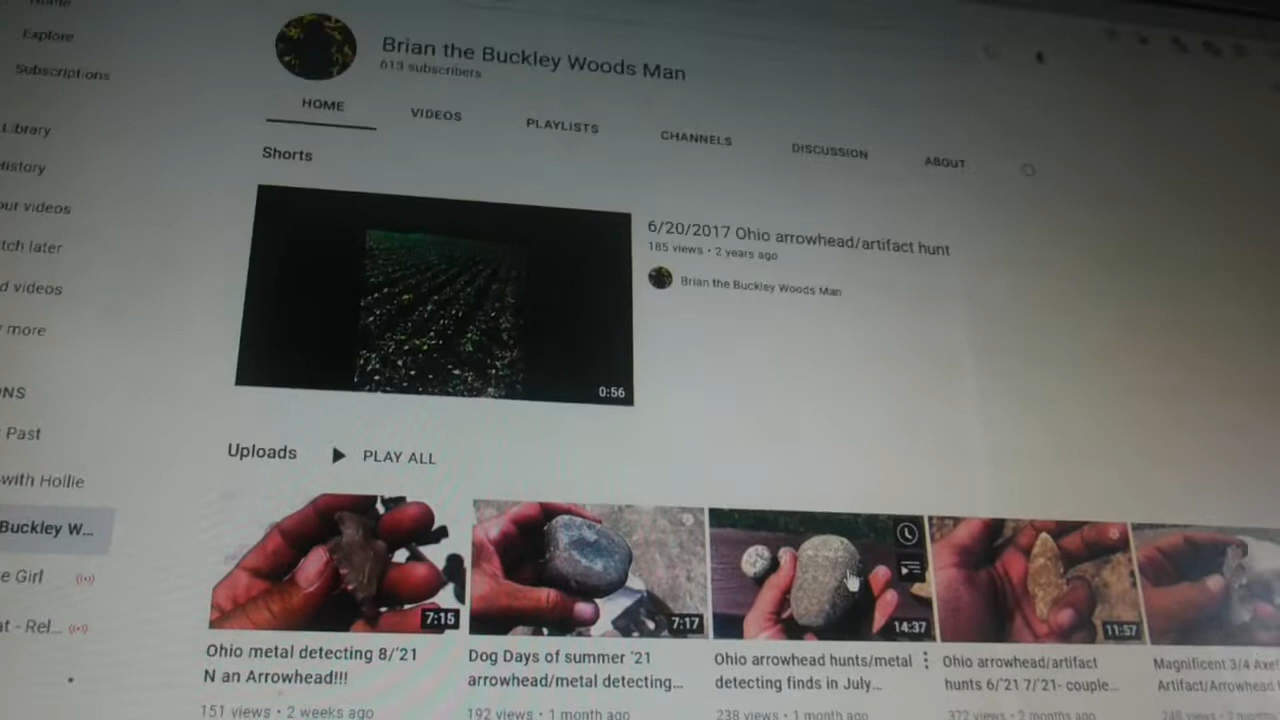 Home
Explore
Subscriptions
Library
History
our videos
tch later
d videos
more
NS
Past
with Hollie
Buckley W...
e Girl
at - Rel...
Brian the Buckley Woods Man
613 subscribers
HOME
VIDEOS
PLAYLISTS
CHANNELS
DISCUSSION
ABOUT
Shorts
0:56
6/20/2017 Ohio arrowhead/artifact hunt
185 views • 2 years ago
Brian the Buckley Woods Man
Uploads
PLAY ALL
7:15
Ohio metal detecting 8/'21
N an Arrowhead!!!
151 views • 2 weeks ago
7:17
Dog Days of summer '21
arrowhead/metal detecting...
192 views • 1 month ago
14:37
Ohio arrowhead hunts/metal
detecting finds in July...
238 views • 1 month ago
11:57
Ohio arrowhead/artifact
hunts 6/'21 7/'21- couple...
372 views • 2 months ago
Magnificent 3/4 Axe
Artifact/Arrowhead
248 views